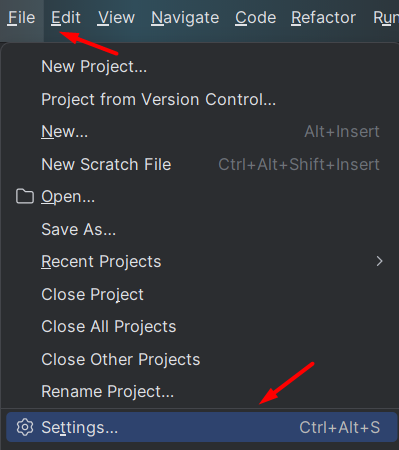 File Edit View Navigate Code Refactor Run
New Project...
Project from Version Control...
New... Alt+Insert
New Scratch File Ctrl+Alt+Shift+Insert
Open...
Save As...
Recent Projects
Close Project
Close All Projects
Close Other Projects
Rename Project...
Settings... Ctrl+Alt+S